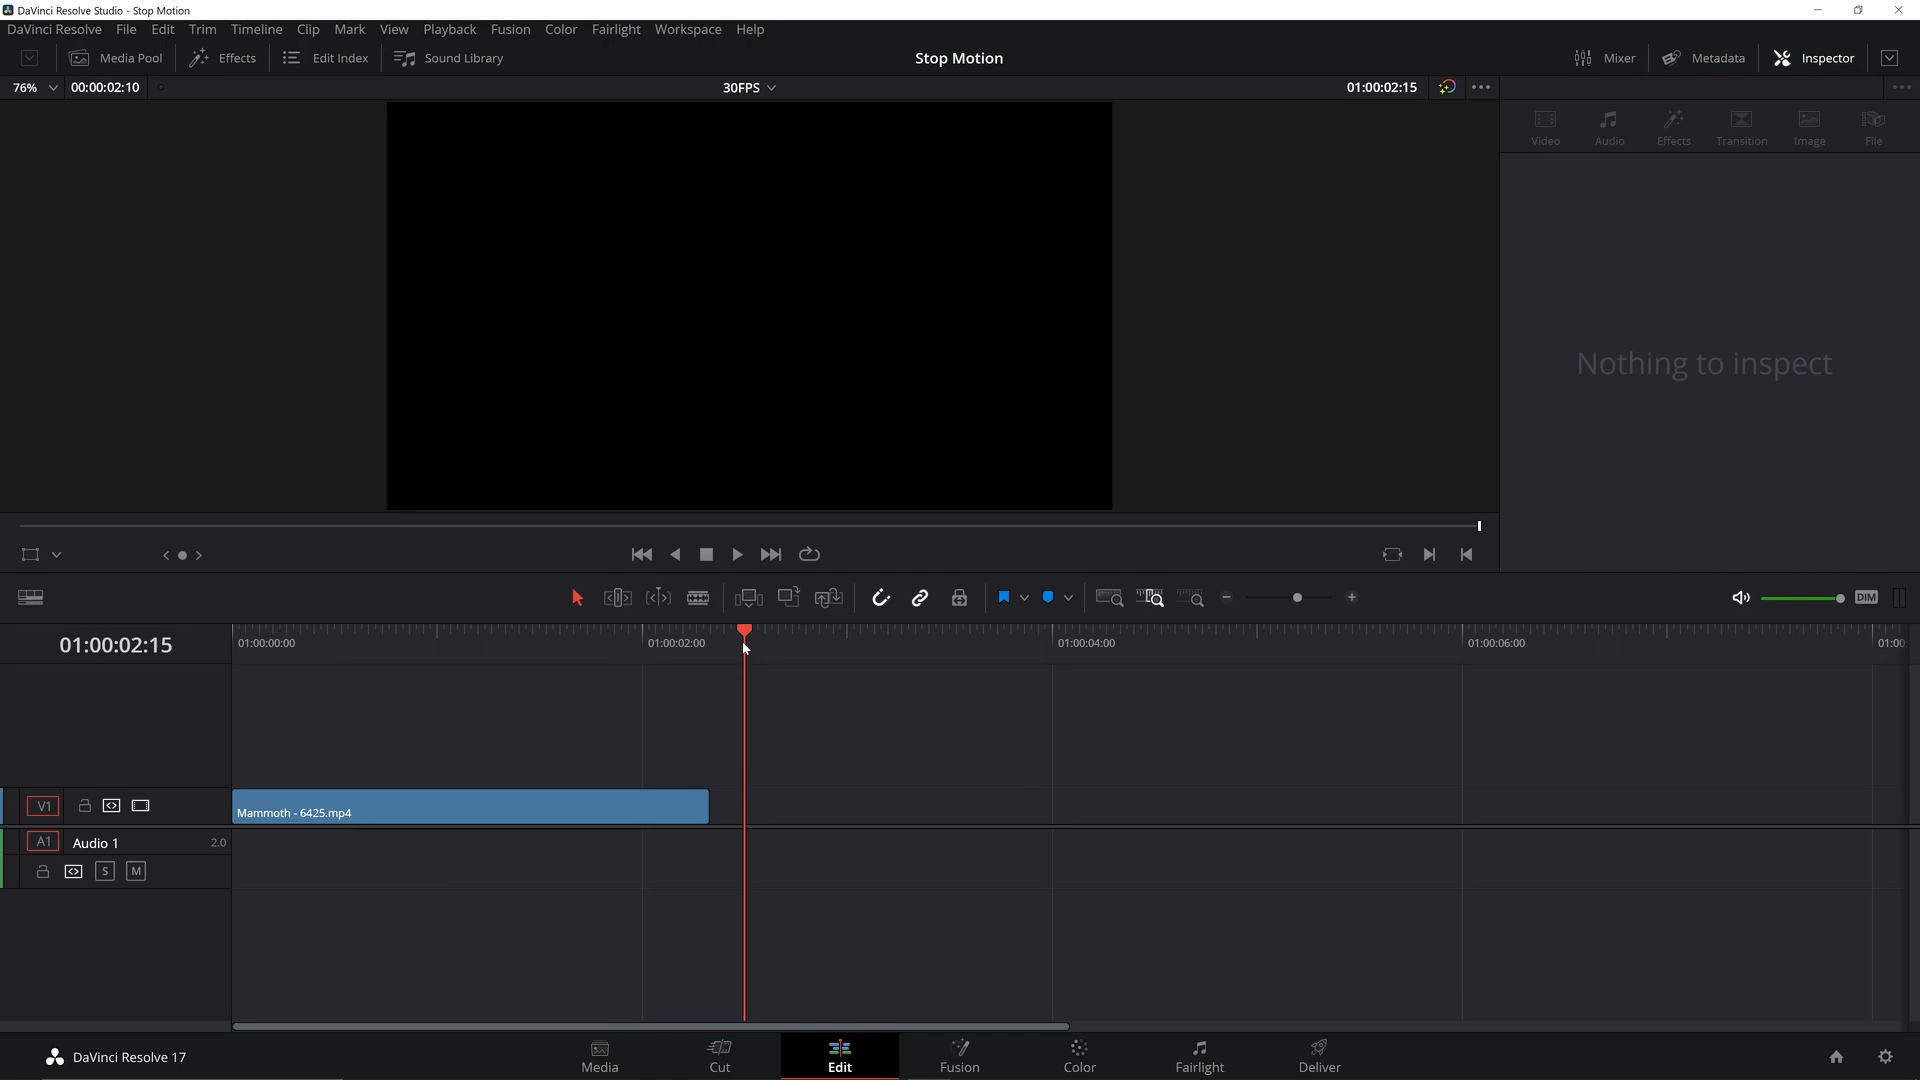 DaVinci Resolve Studio - Stop Motion
DaVinci Resolve File Edit Trim Timeline Clip Mark View Playback Fusion Color Fairlight Workspace Help
Media Pool Effects Edit Index Sound Library Stop Motion Mixer Metadata Inspector
76% 00:00:02:10 30FPS 01:00:02:15
Video Audio Effects Transition Image File
Nothing to inspect
DIM
01:00:02:15 01:00:00:00 01:00:02:00 01:00:04:00 01:00:06:00 01:00
V1
Mammoth - 6425.mp4
A1 Audio 1 2.0
S M
DaVinci Resolve 17 Media Cut Edit Fusion Color Fairlight Deliver